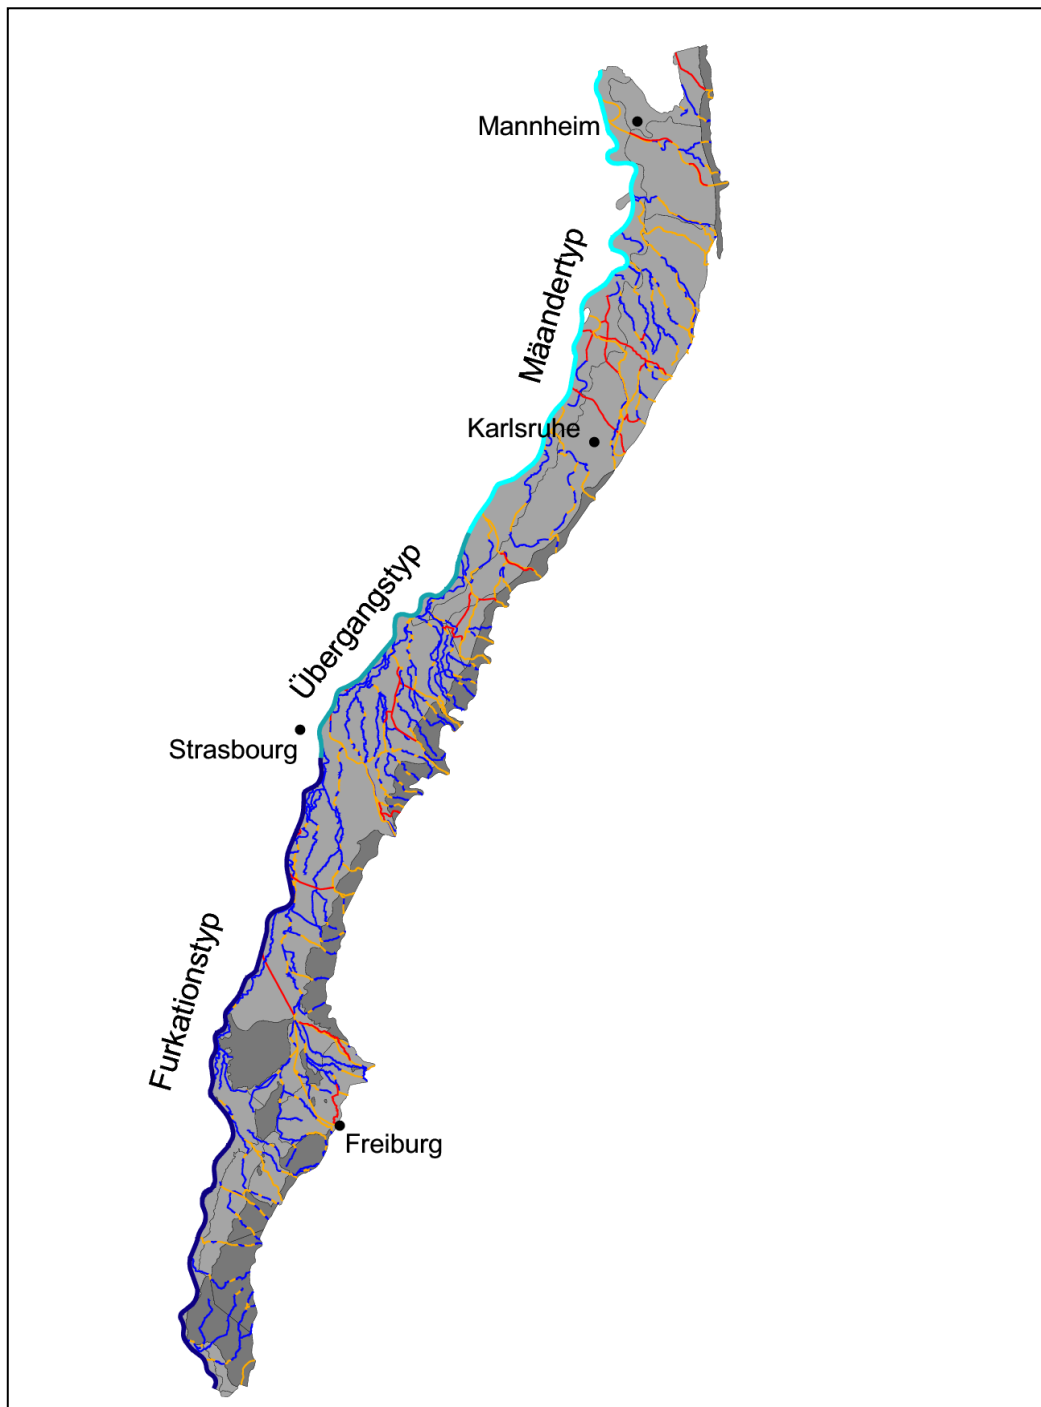 Mannheim
Mäandertyp
Karlsruhe
Übergangstyp
Strasbourg
Furkationstyp
Freiburg